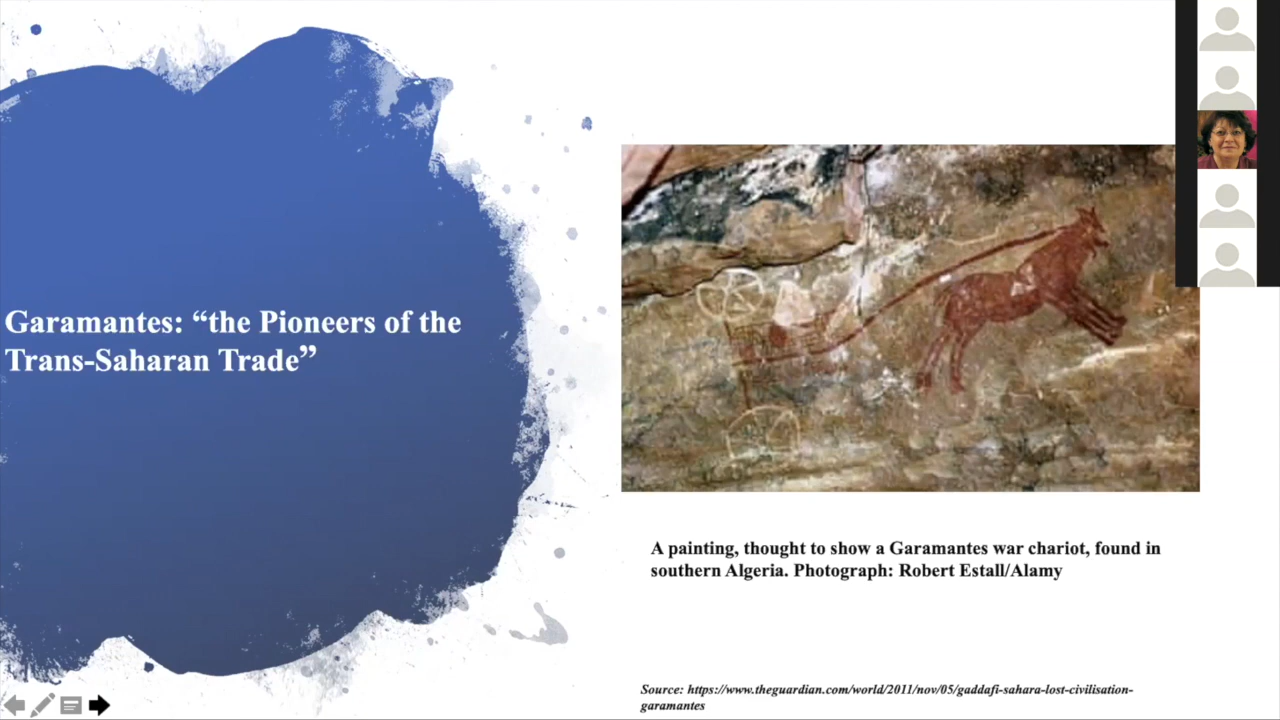 Garamantes: “the Pioneers of the
Trans-Saharan Trade”
A painting, thought to show a Garamantes war chariot, found in
southern Algeria. Photograph: Robert Estall/Alamy
Source: https://www.theguardian.com/world/2011/nov/05/gaddafi-sahara-lost-civilisation-
garamantes